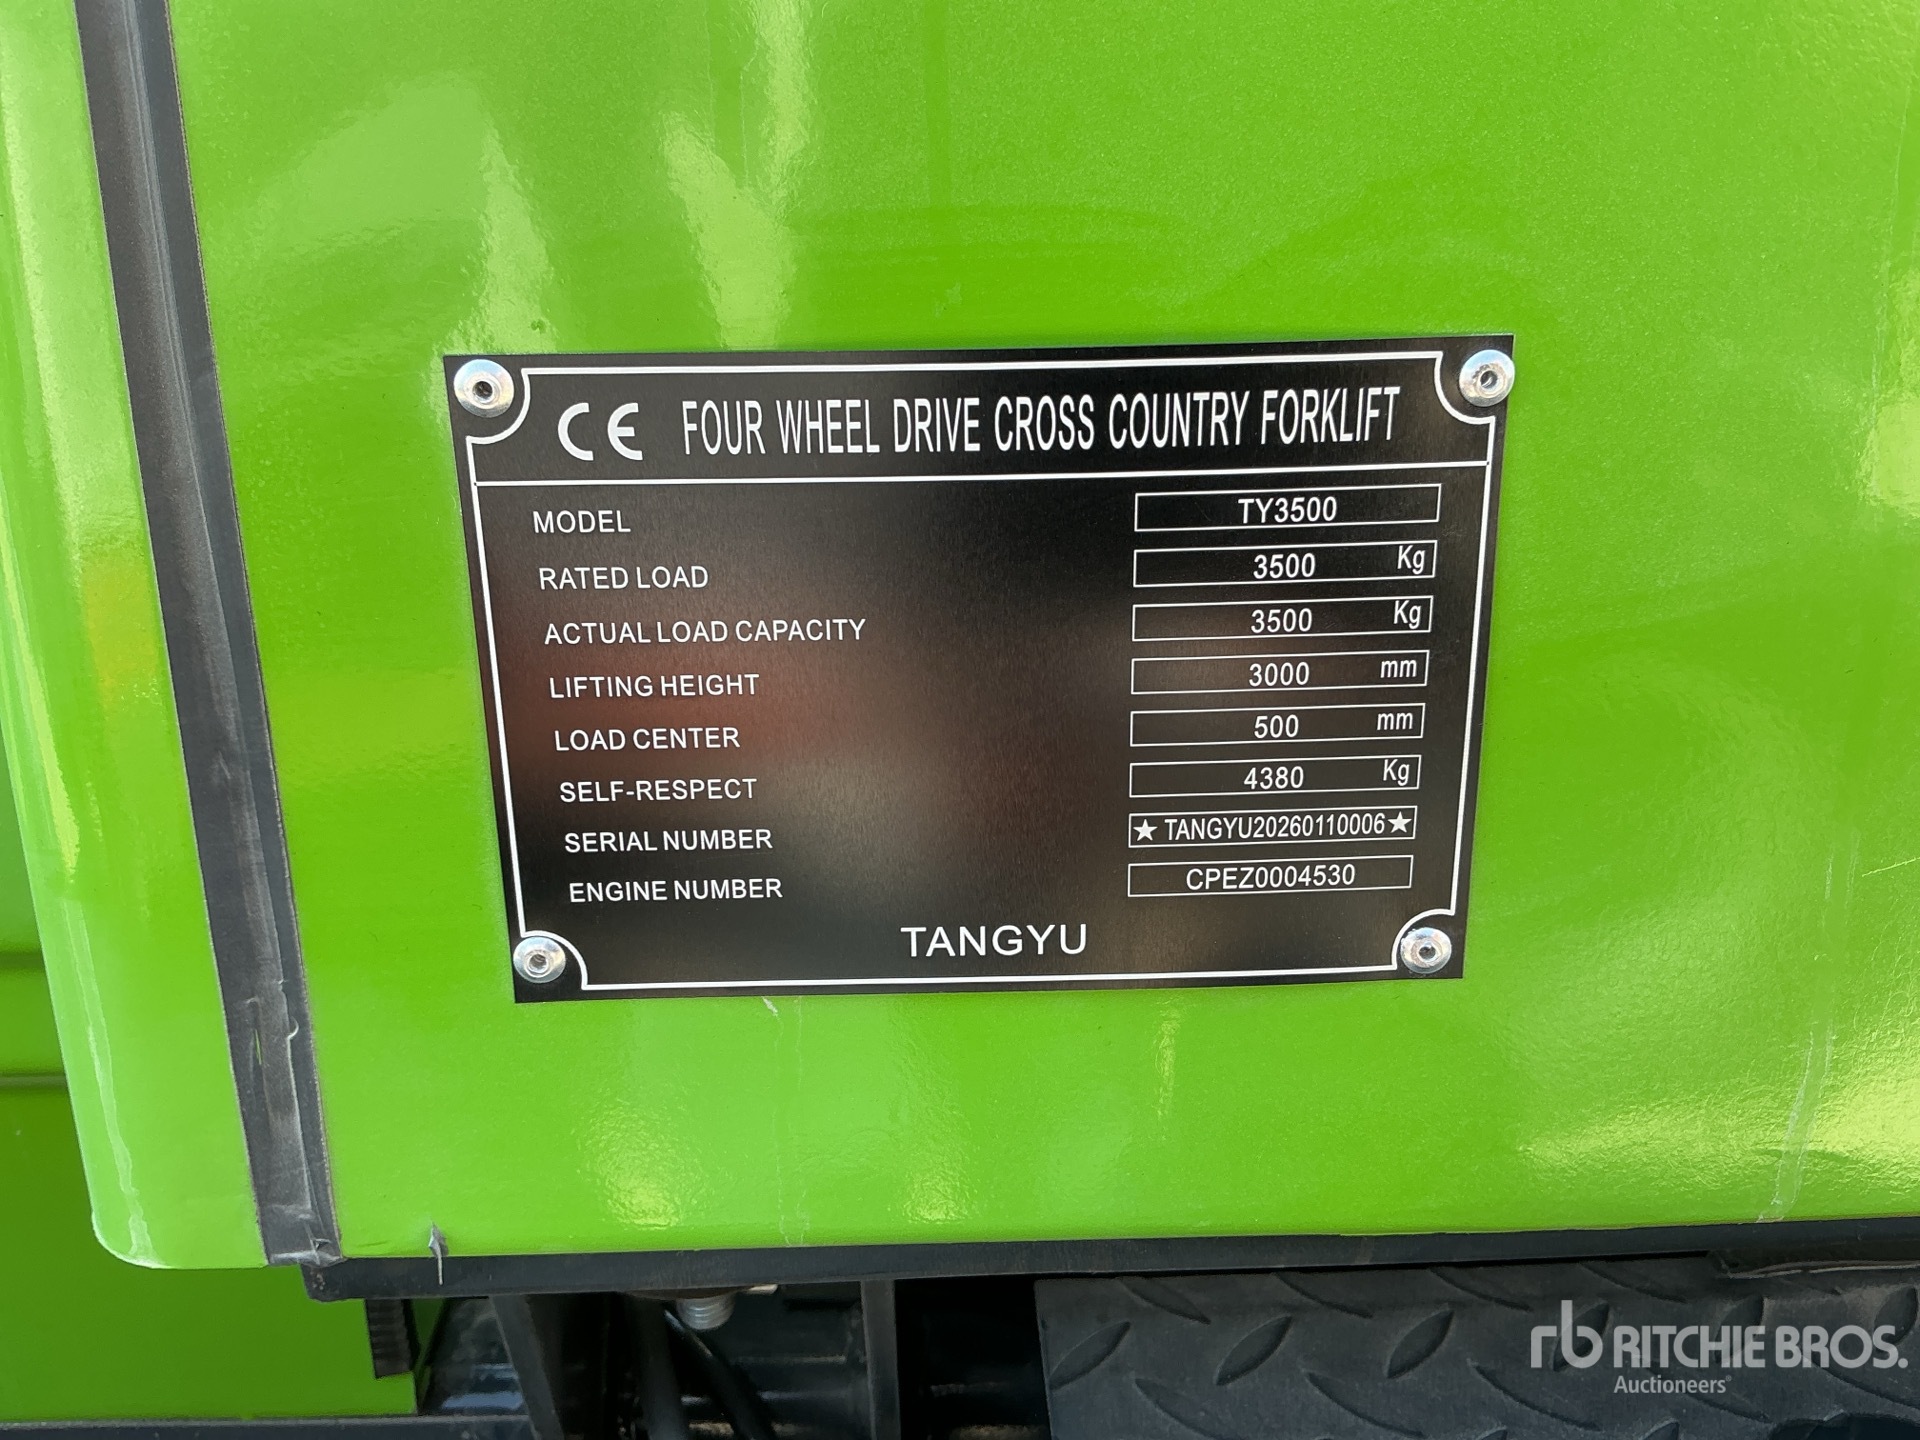 CE FOUR WHEEL DRIVE CROSS COUNTRY FORKLIFT
MODEL TY3500
RATED LOAD 3500 Kg
ACTUAL LOAD CAPACITY 3500 Kg
LIFTING HEIGHT 3000 mm
LOAD CENTER 500 mm
SELF-RESPECT 4380 Kg
SERIAL NUMBER ★TANGYU20260110006★
ENGINE NUMBER CPEZ0004530
TANGYU
rb RITCHIE BROS.
Auctioneers